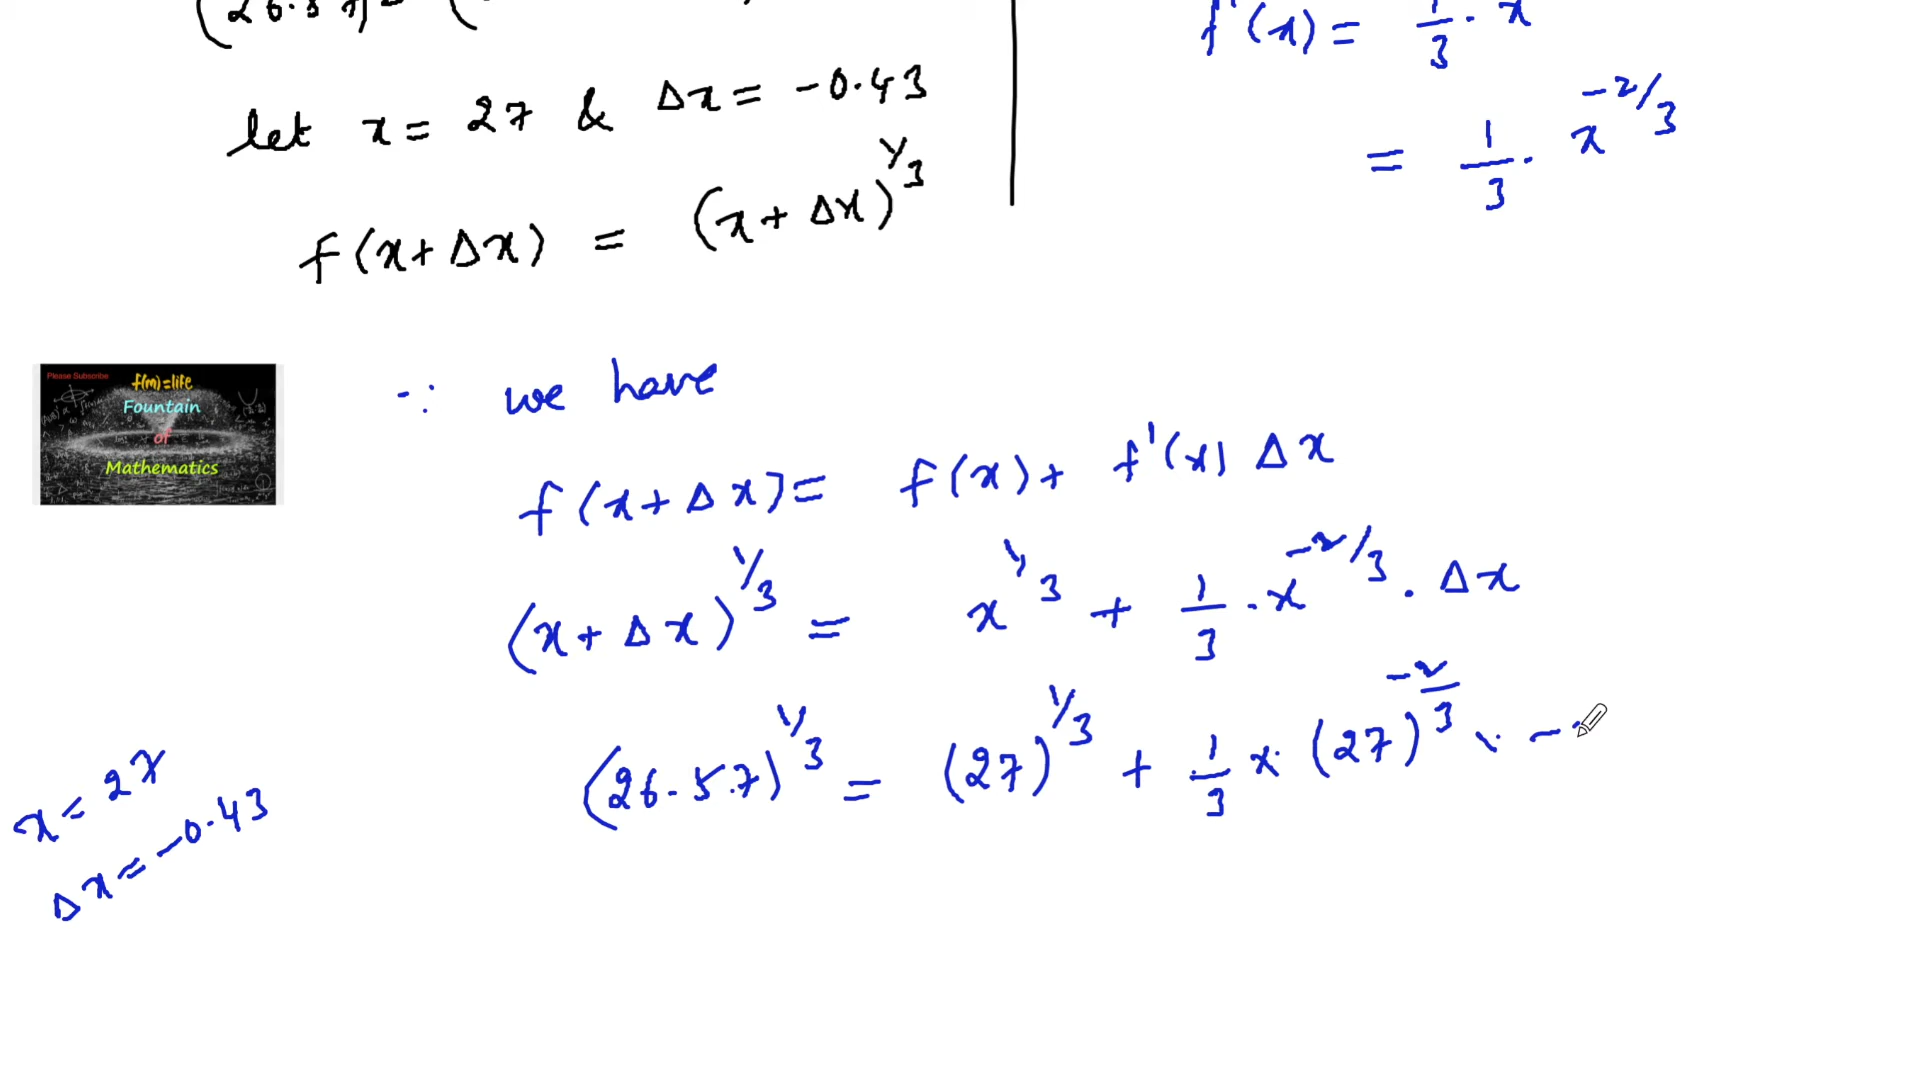 (26.57)
f'(x) = 1/3 · x
let x = 27 & Δx = -0.43
= 1/3 · x^{-2/3}
f(x+Δx) = (x+Δx)^{1/3}
Please Subscribe
f(m)=life
Fountain
of
Mathematics
∵ we have
f(x+Δx) = f(x) + f'(x) Δx
(x+Δx)^{1/3} = x^{1/3} + 1/3 · x^{-2/3} · Δx
(26.57)^{1/3} = (27)^{1/3} + 1/3 × (27)^{-2/3} × -
x = 27
Δx = -0.43